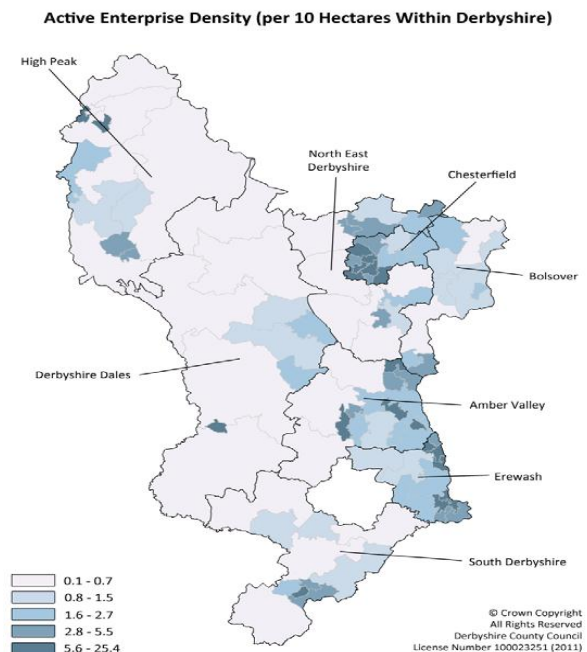 Active Enterprise Density (per 10 Hectares Within Derbyshire)
High Peak
North East
Derbyshire
Chesterfield
Bolsover
Derbyshire Dales
Amber Valley
Erewash
South Derbyshire
0.1 - 0.7
0.8 - 1.5
1.6 - 2.7
2.8 - 5.5
5.6 - 25.4
© Crown Copyright
All Rights Reserved
Derbyshire County Council
License Number 100023251 (2011)